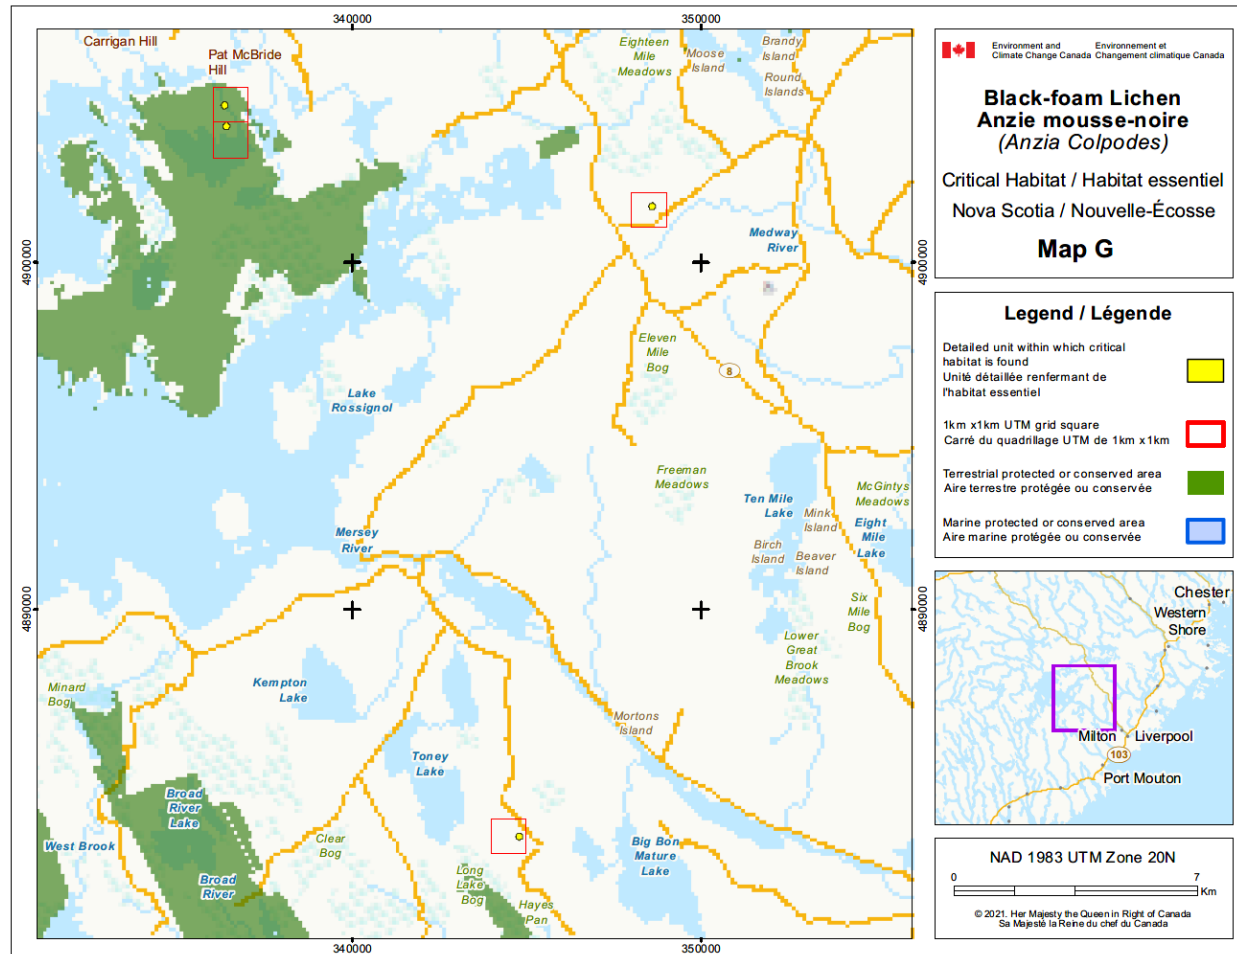 340000
350000
Carrigan Hill
Pat McBride
Hill
Eighteen
Mile
Meadows
Moose
Island
Brandy
Island
Round
Islands
Medway
River
4900000
4900000
Eleven
Mile
Bog
8
Lake
Rossignol
Freeman
Meadows
Ten Mile
Lake
McGintys
Meadows
Mink
Island
Eight
Mile
Lake
Mersey
River
Birch
Island
Beaver
Island
4890000
4890000
Six
Mile
Bog
Lower
Great
Brook
Meadows
Minard
Bog
Kempton
Lake
Mortons
Island
Toney
Lake
Broad
River
Lake
West Brook
Clear
Bog
Big Bon
Mature
Lake
Broad
River
Long
Lake
Bog
Hayes
Pan
340000
350000
Environment and
Climate Change Canada
Environnement et
Changement climatique Canada
Black-foam Lichen
Anzie mousse-noire
(Anzia Colpodes)
Critical Habitat / Habitat essentiel
Nova Scotia / Nouvelle-Écosse
Map G
Legend / Légende
Detailed unit within which critical
habitat is found
Unité détaillée renfermant de
l'habitat essentiel
1km x1km UTM grid square
Carré du quadrillage UTM de 1km x1km
Terrestrial protected or conserved area
Aire terrestre protégée ou conservée
Marine protected or conserved area
Aire marine protégée ou conservée
Chester
Western
Shore
Milton
Liverpool
103
Port Mouton
NAD 1983 UTM Zone 20N
0
7
Km
© 2021. Her Majesty the Queen in Right of Canada
Sa Majesté la Reine du chef du Canada